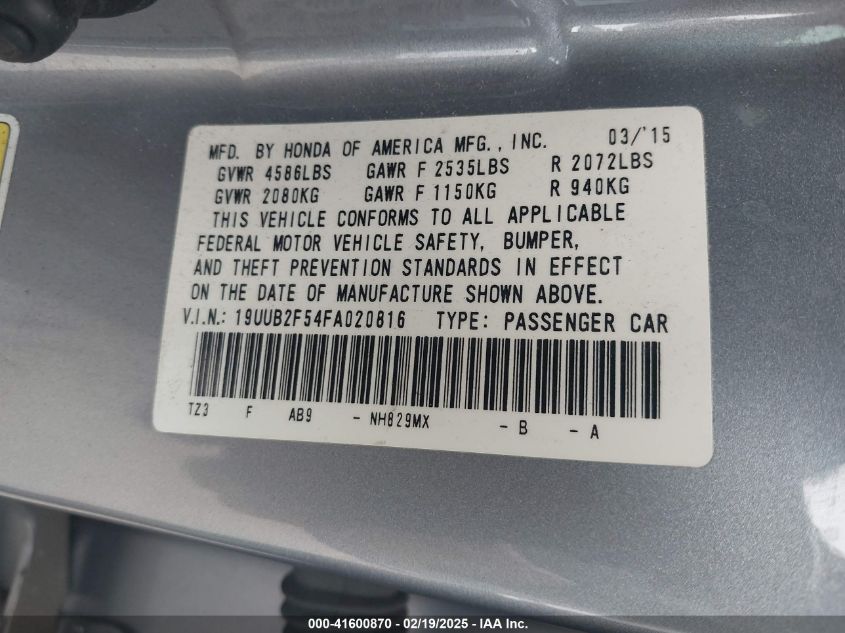 MFD. BY HONDA OF AMERICA MFG., INC. 03/'15
GVWR 4586LBS GAWR F 2535LBS R 2072LBS
GVWR 2080KG GAWR F 1150KG R 940KG
THIS VEHICLE CONFORMS TO ALL APPLICABLE
FEDERAL MOTOR VEHICLE SAFETY, BUMPER,
AND THEFT PREVENTION STANDARDS IN EFFECT
ON THE DATE OF MANUFACTURE SHOWN ABOVE.
V.I.N.: 19UUB2F54FA020816 TYPE: PASSENGER CAR
TZ3 F AB9 - NH829MX - B - A
000-41600870 - 02/19/2025 - IAA Inc.